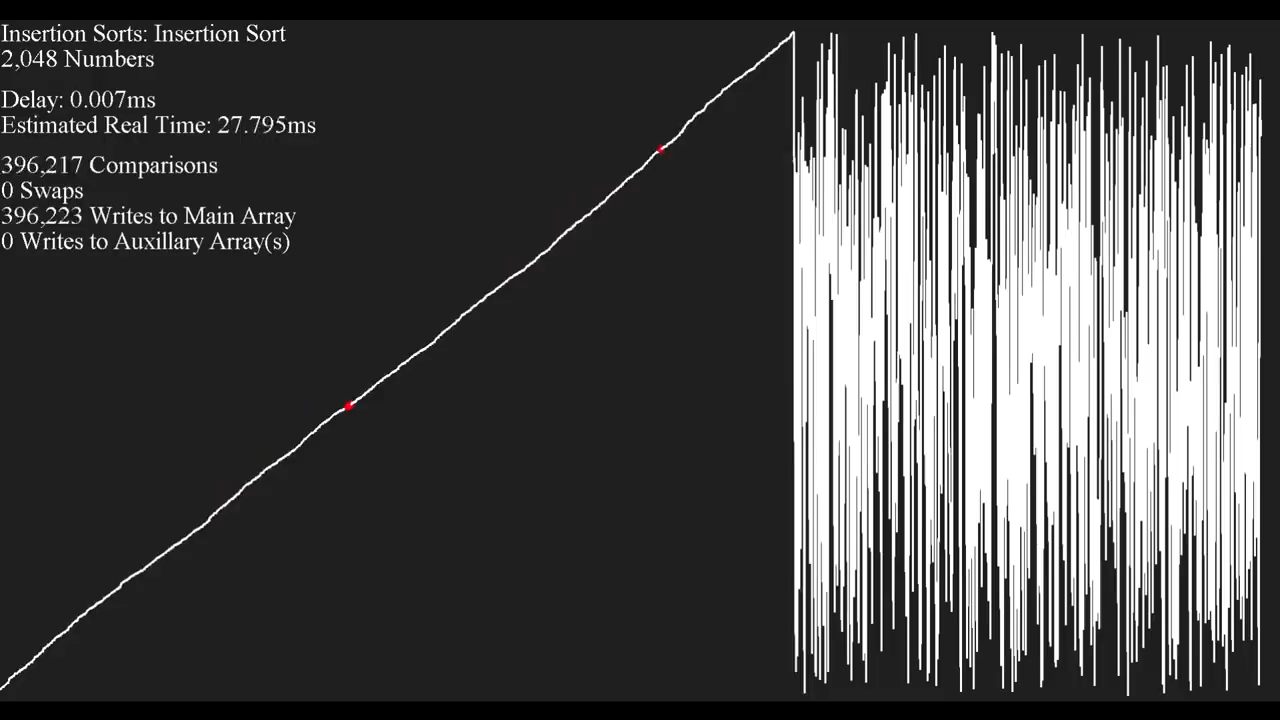 Insertion Sorts: Insertion Sort
2,048 Numbers
Delay: 0.007ms
Estimated Real Time: 27.795ms
396,217 Comparisons
0 Swaps
396,223 Writes to Main Array
0 Writes to Auxillary Array(s)